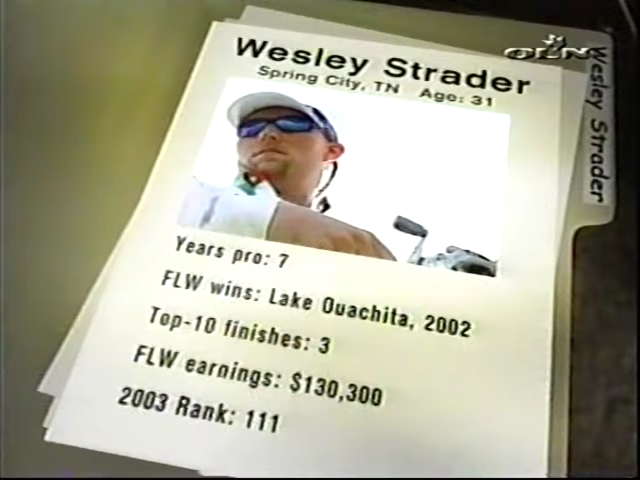 OLN
Wesley Strader
Spring City, TN Age: 31
Wesley Strader
Years pro: 7
FLW wins: Lake Ouachita, 2002
Top-10 finishes: 3
FLW earnings: $130,300
2003 Rank: 111